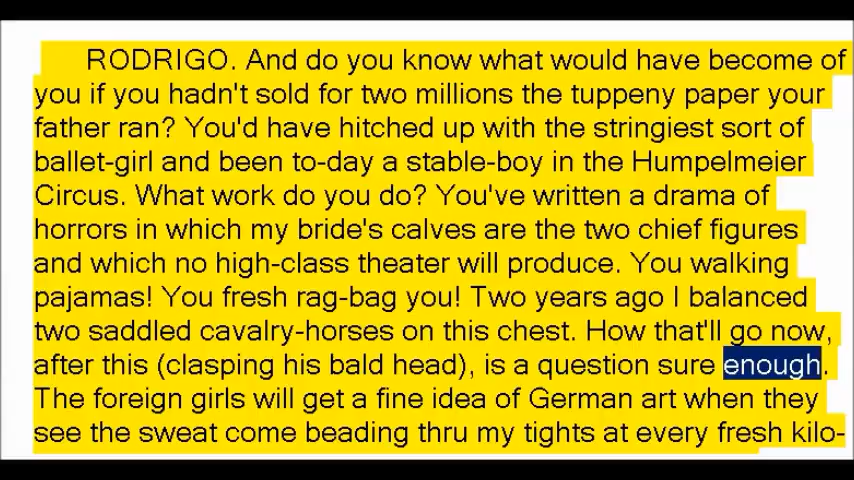 RODRIGO. And do you know what would have become of
you if you hadn't sold for two millions the tuppeny paper your
father ran? You'd have hitched up with the stringiest sort of
ballet-girl and been to-day a stable-boy in the Humpelmeier
Circus. What work do you do? You've written a drama of
horrors in which my bride's calves are the two chief figures
and which no high-class theater will produce. You walking
pajamas! You fresh rag-bag you! Two years ago I balanced
two saddled cavalry-horses on this chest. How that'll go now,
after this (clasping his bald head), is a question sure enough.
The foreign girls will get a fine idea of German art when they
see the sweat come beading thru my tights at every fresh kilo-